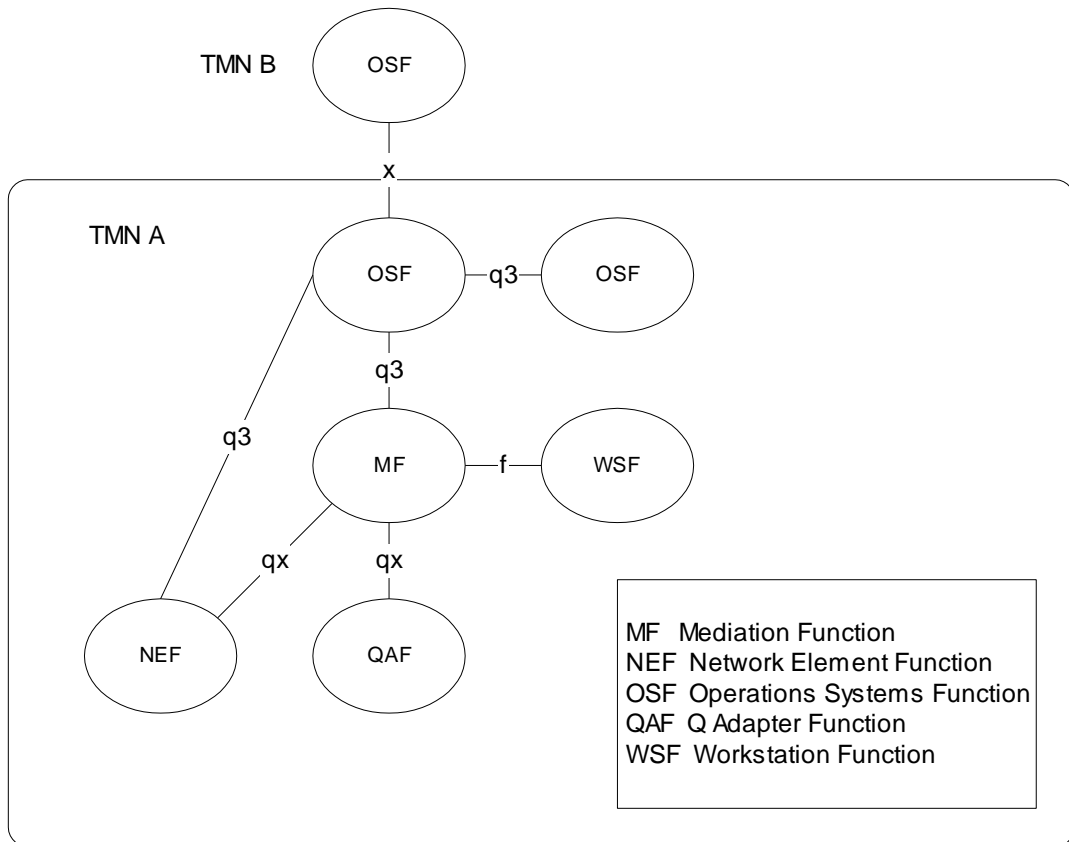 TMN B
OSF
x
TMN A
OSF
q3
OSF
q3
q3
MF
f
WSF
qx
qx
NEF
QAF
MF Mediation Function
NEF Network Element Function
OSF Operations Systems Function
QAF Q Adapter Function
WSF Workstation Function